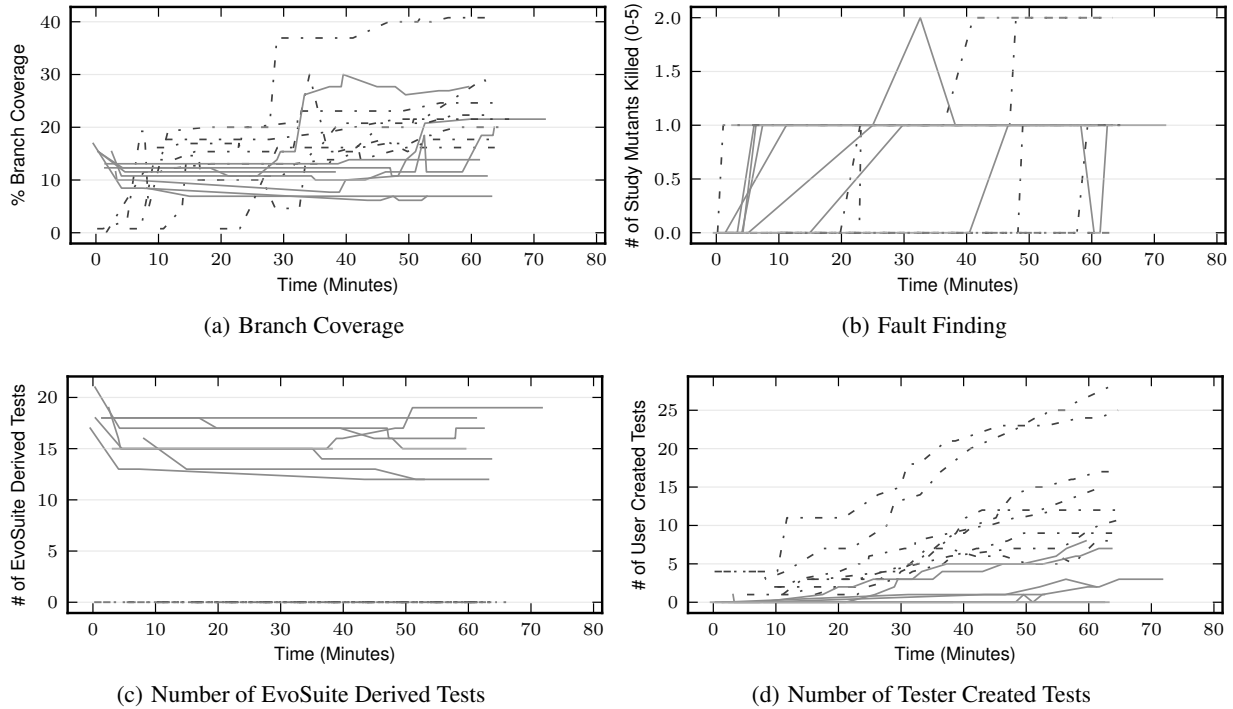 40
30
20
10
0
% Branch Coverage
0 10 20 30 40 50 60 70 80
Time (Minutes)
(a) Branch Coverage
2.0
1.5
1.0
0.5
0.0
# of Study Mutants Killed (0-5)
0 10 20 30 40 50 60 70 80
Time (Minutes)
(b) Fault Finding
20
15
10
5
0
# of EvoSuite Derived Tests
0 10 20 30 40 50 60 70 80
Time (Minutes)
(c) Number of EvoSuite Derived Tests
25
20
15
10
5
0
# of User Created Tests
0 10 20 30 40 50 60 70 80
Time (Minutes)
(d) Number of Tester Created Tests